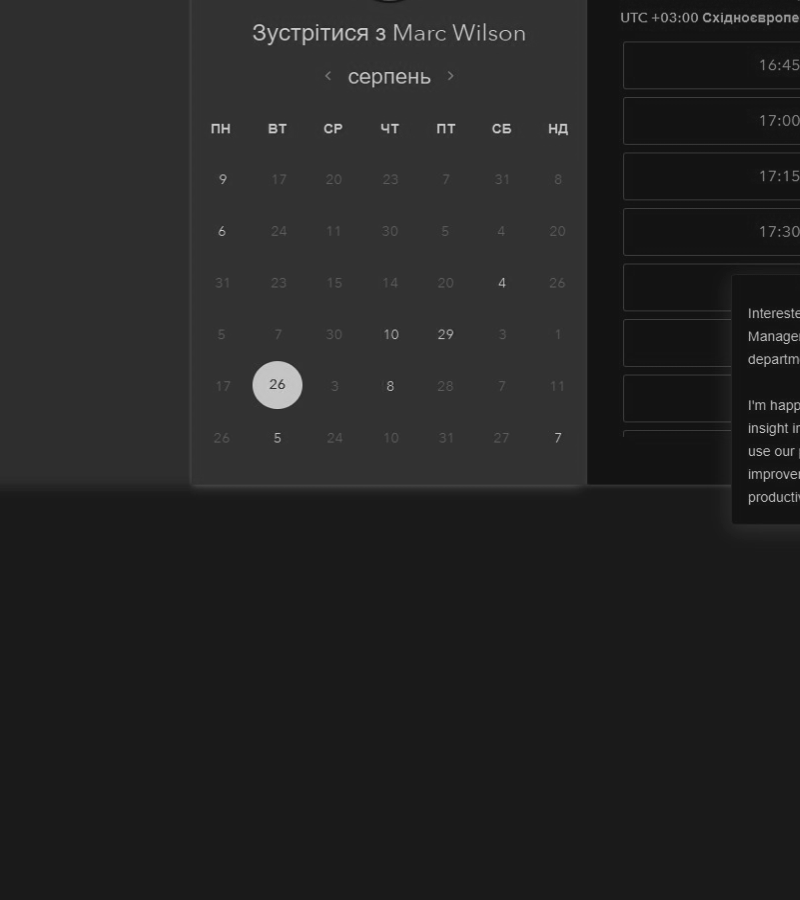 Зустрітися з Marc Wilson
< серпень >
ПН ВТ СР ЧТ ПТ СБ НД
9 17 20 23 7 31 8
6 24 11 30 5 4 20
31 23 15 14 20 4 26
5 7 30 10 29 3 1
17 26 3 8 28 7 11
26 5 24 10 31 27 7
UTC +03:00 Східноєвропе
16:45
17:00
17:15
17:30
Intereste
Manager
departm
I'm happ
insight in
use our p
improver
productiv